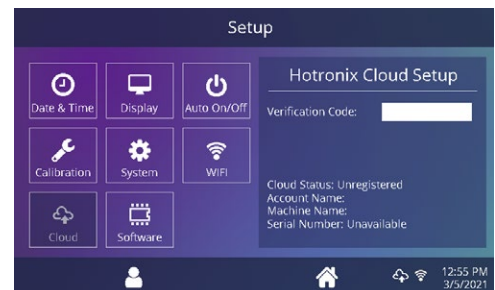 Setup
Date & Time
Display
Auto On/Off
Calibration
System
WIFI
Cloud
Software
Hotronix Cloud Setup
Verification Code:
Cloud Status: Unregistered
Account Name:
Machine Name:
Serial Number: Unavailable
12:55 PM
3/5/2021